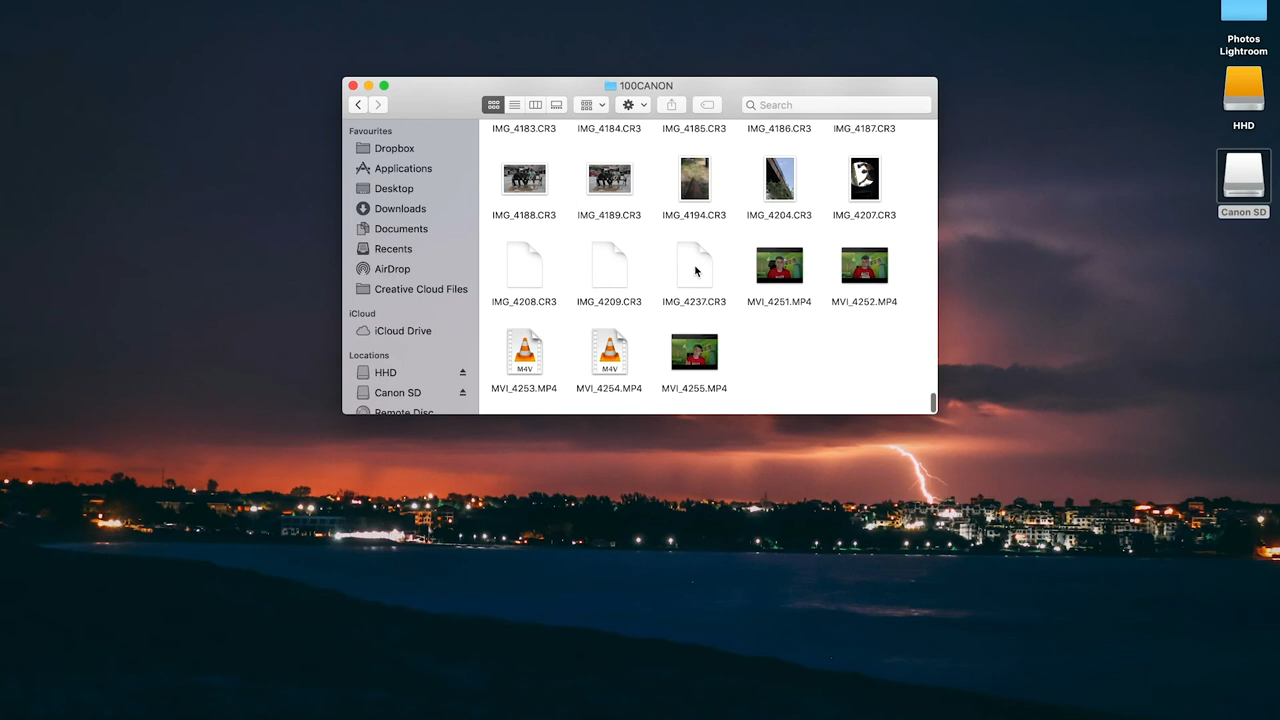 Photos
Lightroom
HHD
Canon SD
100CANON
Search
Favourites
Dropbox
Applications
Desktop
Downloads
Documents
Recents
AirDrop
Creative Cloud Files
iCloud
iCloud Drive
Locations
HHD
Canon SD
Remote Disc
IMG_4183.CR3 IMG_4184.CR3 IMG_4185.CR3 IMG_4186.CR3 IMG_4187.CR3
IMG_4188.CR3 IMG_4189.CR3 IMG_4194.CR3 IMG_4204.CR3 IMG_4207.CR3
IMG_4208.CR3 IMG_4209.CR3 IMG_4237.CR3 MVI_4251.MP4 MVI_4252.MP4
M4V M4V
MVI_4253.MP4 MVI_4254.MP4 MVI_4255.MP4